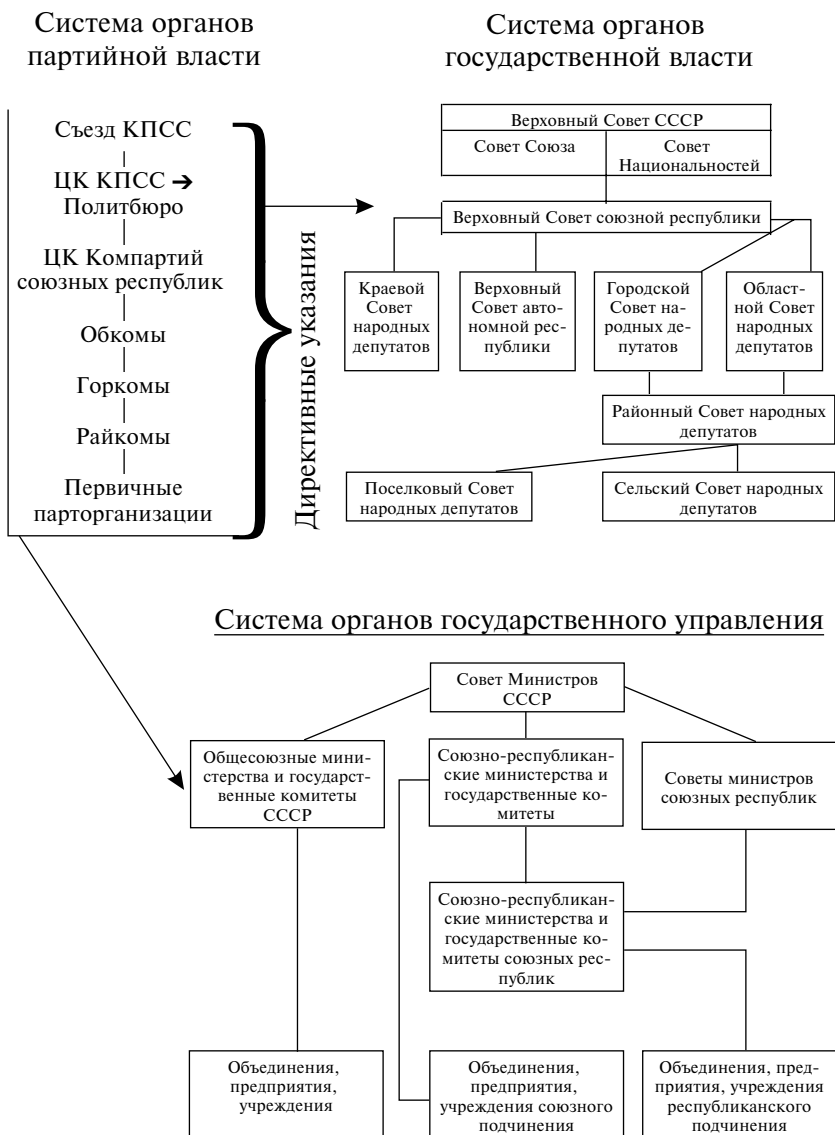 Система органов
партийной власти
Система органов
государственной власти
Съезд КПСС
ЦК КПСС ➔
Политбюро
ЦК Компартий
союзных республик
Обкомы
Горкомы
Райкомы
Первичные
парторганизации
Директивные указания
Верховный Совет СССР
Совет Союза
Совет
Национальностей
Верховный Совет союзной республики
Краевой
Совет
народных
депутатов
Верховный
Совет авто-
номной рес-
публики
Городской
Совет на-
родных де-
путатов
Област-
ной Совет
народных
депутатов
Районный Совет народных
депутатов
Поселковый Совет
народных депутатов
Сельский Совет народных
депутатов
Система органов государственного управления
Совет Министров
СССР
Общесоюзные мини-
стерства и государст-
венные комитеты
СССР
Союзно-республикан-
ские министерства и
государственные ко-
митеты
Советы министров
союзных республик
Союзно-республикан-
ские министерства и
государственные ко-
митеты союзных рес-
публик
Объединения,
предприятия,
учреждения
Объединения,
предприятия,
учреждения союзного
подчинения
Объединения, пред-
приятия, учреждения
республиканского
подчинения